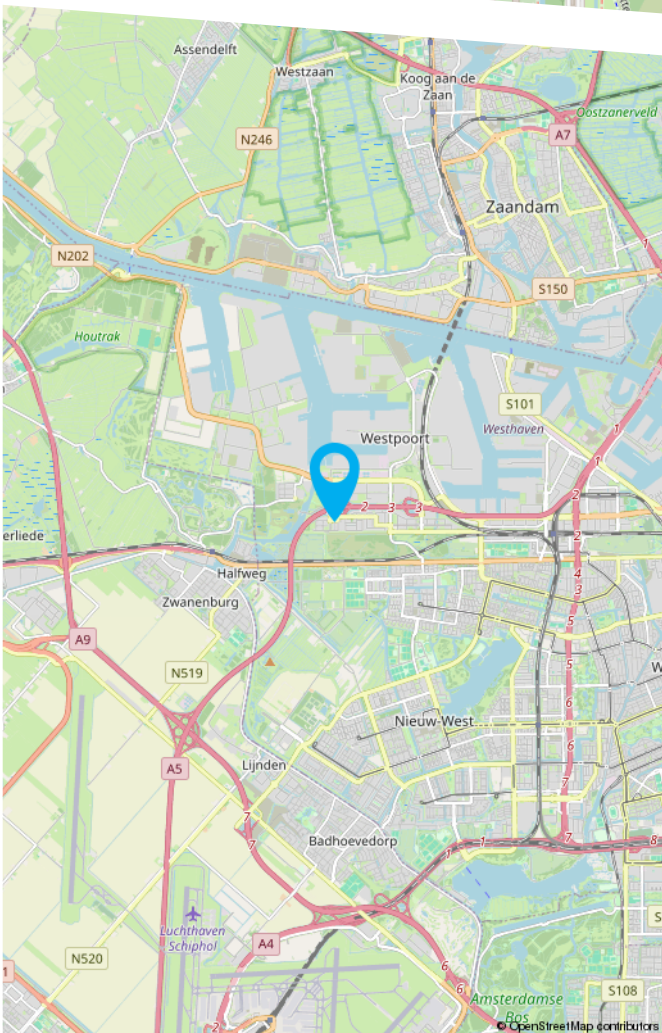 Assendelft
Westzaan
Koog aan de
Zaan
Oostzanerveld
A7
N246
Zaandam
1
N202
S150
Houtrak
S101
Westhaven
Westpoort
1
1
2
2
3
3
2
erliede
Halfweg
4
3
Zwanenburg
5
A9
N519
5
W
6
Nieuw-West
6
A5
Lijnden
7
7
7
Badhoevedorp
1
7
8
1
Luchthaven
Schiphol
S
A4
N520
6
1
6
S108
Amsterdamse
Bos
2
© OpenStreetMap contributors